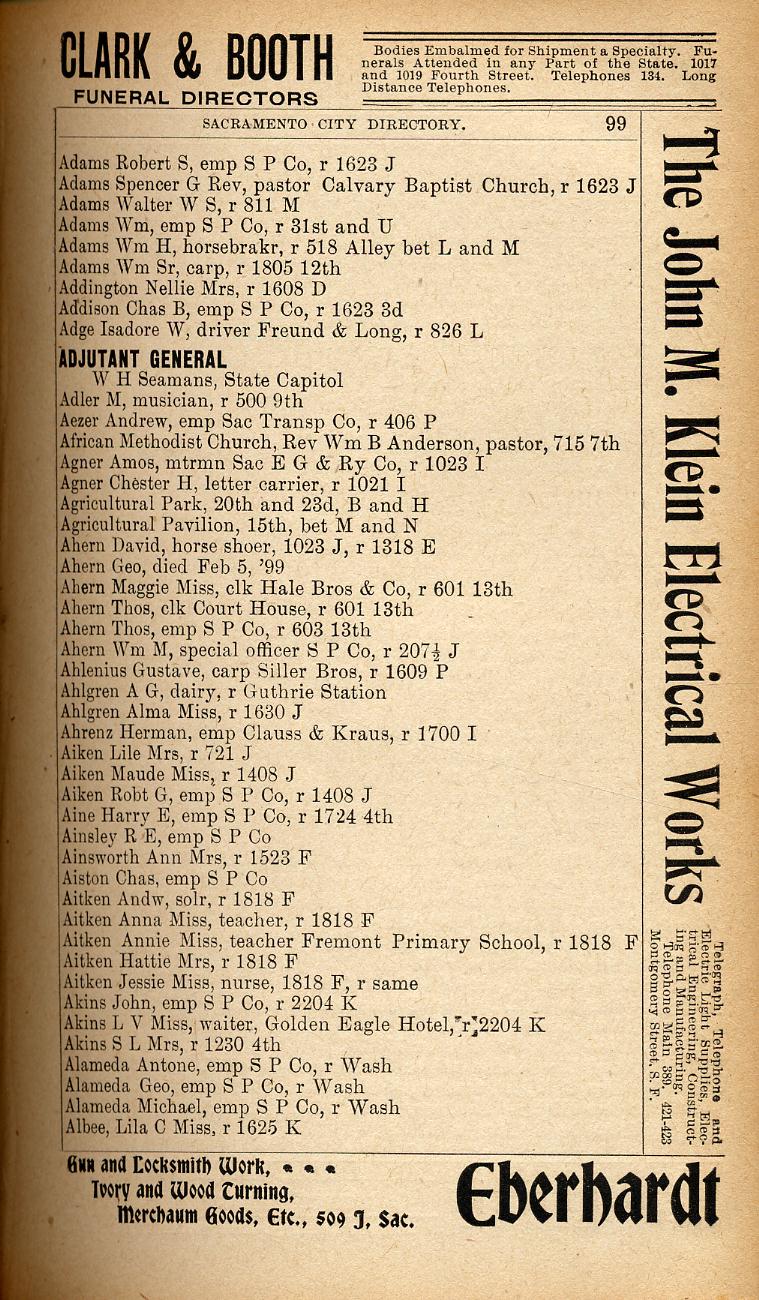 CLARK & BOOTH
FUNERAL DIRECTORS
Bodies Embalmed for Shipment a Specialty. Fu-
nerals Attended in any Part of the State. 1017
and 1019 Fourth Street. Telephones 134. Long
Distance Telephones.
SACRAMENTO CITY DIRECTORY. 99
Adams Robert S, emp S P Co, r 1623 J
Adams Spencer G Rev, pastor Calvary Baptist Church, r 1623 J
Adams Walter W S, r 811 M
Adams Wm, emp S P Co, r 31st and U
Adams Wm H, horsebrakr, r 518 Alley bet L and M
Adams Wm Sr, carp, r 1805 12th
Addington Nellie Mrs, r 1608 D
Addison Chas B, emp S P Co, r 1623 3d
Adge Isadore W, driver Freund & Long, r 826 L
ADJUTANT GENERAL
W H Seamans, State Capitol
Adler M, musician, r 500 9th
Aezer Andrew, emp Sac Transp Co, r 406 P
African Methodist Church, Rev Wm B Anderson, pastor, 715 7th
Agner Amos, mtrmn Sac E G & Ry Co, r 1023 I
Agner Chester H, letter carrier, r 1021 I
Agricultural Park, 20th and 23d, B and H
Agricultural Pavilion, 15th, bet M and N
Ahern David, horse shoer, 1023 J, r 1318 E
Ahern Geo, died Feb 5, '99
Ahern Maggie Miss, clk Hale Bros & Co, r 601 13th
Ahern Thos, clk Court House, r 601 13th
Ahern Thos, emp S P Co, r 603 13th
Ahern Wm M, special officer S P Co, r 207½ J
Ahlenius Gustave, carp Siller Bros, r 1609 P
Ahlgren A G, dairy, r Guthrie Station
Ahlgren Alma Miss, r 1630 J
Ahrenz Herman, emp Clauss & Kraus, r 1700 I
Aiken Lile Mrs, r 721 J
Aiken Maude Miss, r 1408 J
Aiken Robt G, emp S P Co, r 1408 J
Aine Harry E, emp S P Co, r 1724 4th
Ainsley R E, emp S P Co
Ainsworth Ann Mrs, r 1523 F
Aiston Chas, emp S P Co
Aitken Andw, solr, r 1818 F
Aitken Anna Miss, teacher, r 1818 F
Aitken Annie Miss, teacher Fremont Primary School, r 1818 F
Aitken Hattie Mrs, r 1818 F
Aitken Jessie Miss, nurse, 1818 F, r same
Akins John, emp S P Co, r 2204 K
Akins L V Miss, waiter, Golden Eagle Hotel, r 2204 K
Akins S L Mrs, r 1230 4th
Alameda Antone, emp S P Co, r Wash
Alameda Geo, emp S P Co, r Wash
Alameda Michael, emp S P Co, r Wash
Albee, Lila C Miss, r 1625 K
The John M. Klein Electrical Works
Telegraph, Telephone and
Electric Light Supplies, Elec-
trical Engineering, Construct-
ing and Manufacturing.
Telephone Main 389. 421-423
Montgomery Street, S. F.
Gun and Locksmith Work,
Ivory and Wood Turning,
Merchaum Goods, Etc., 509 J, Sac.
Eberhardt